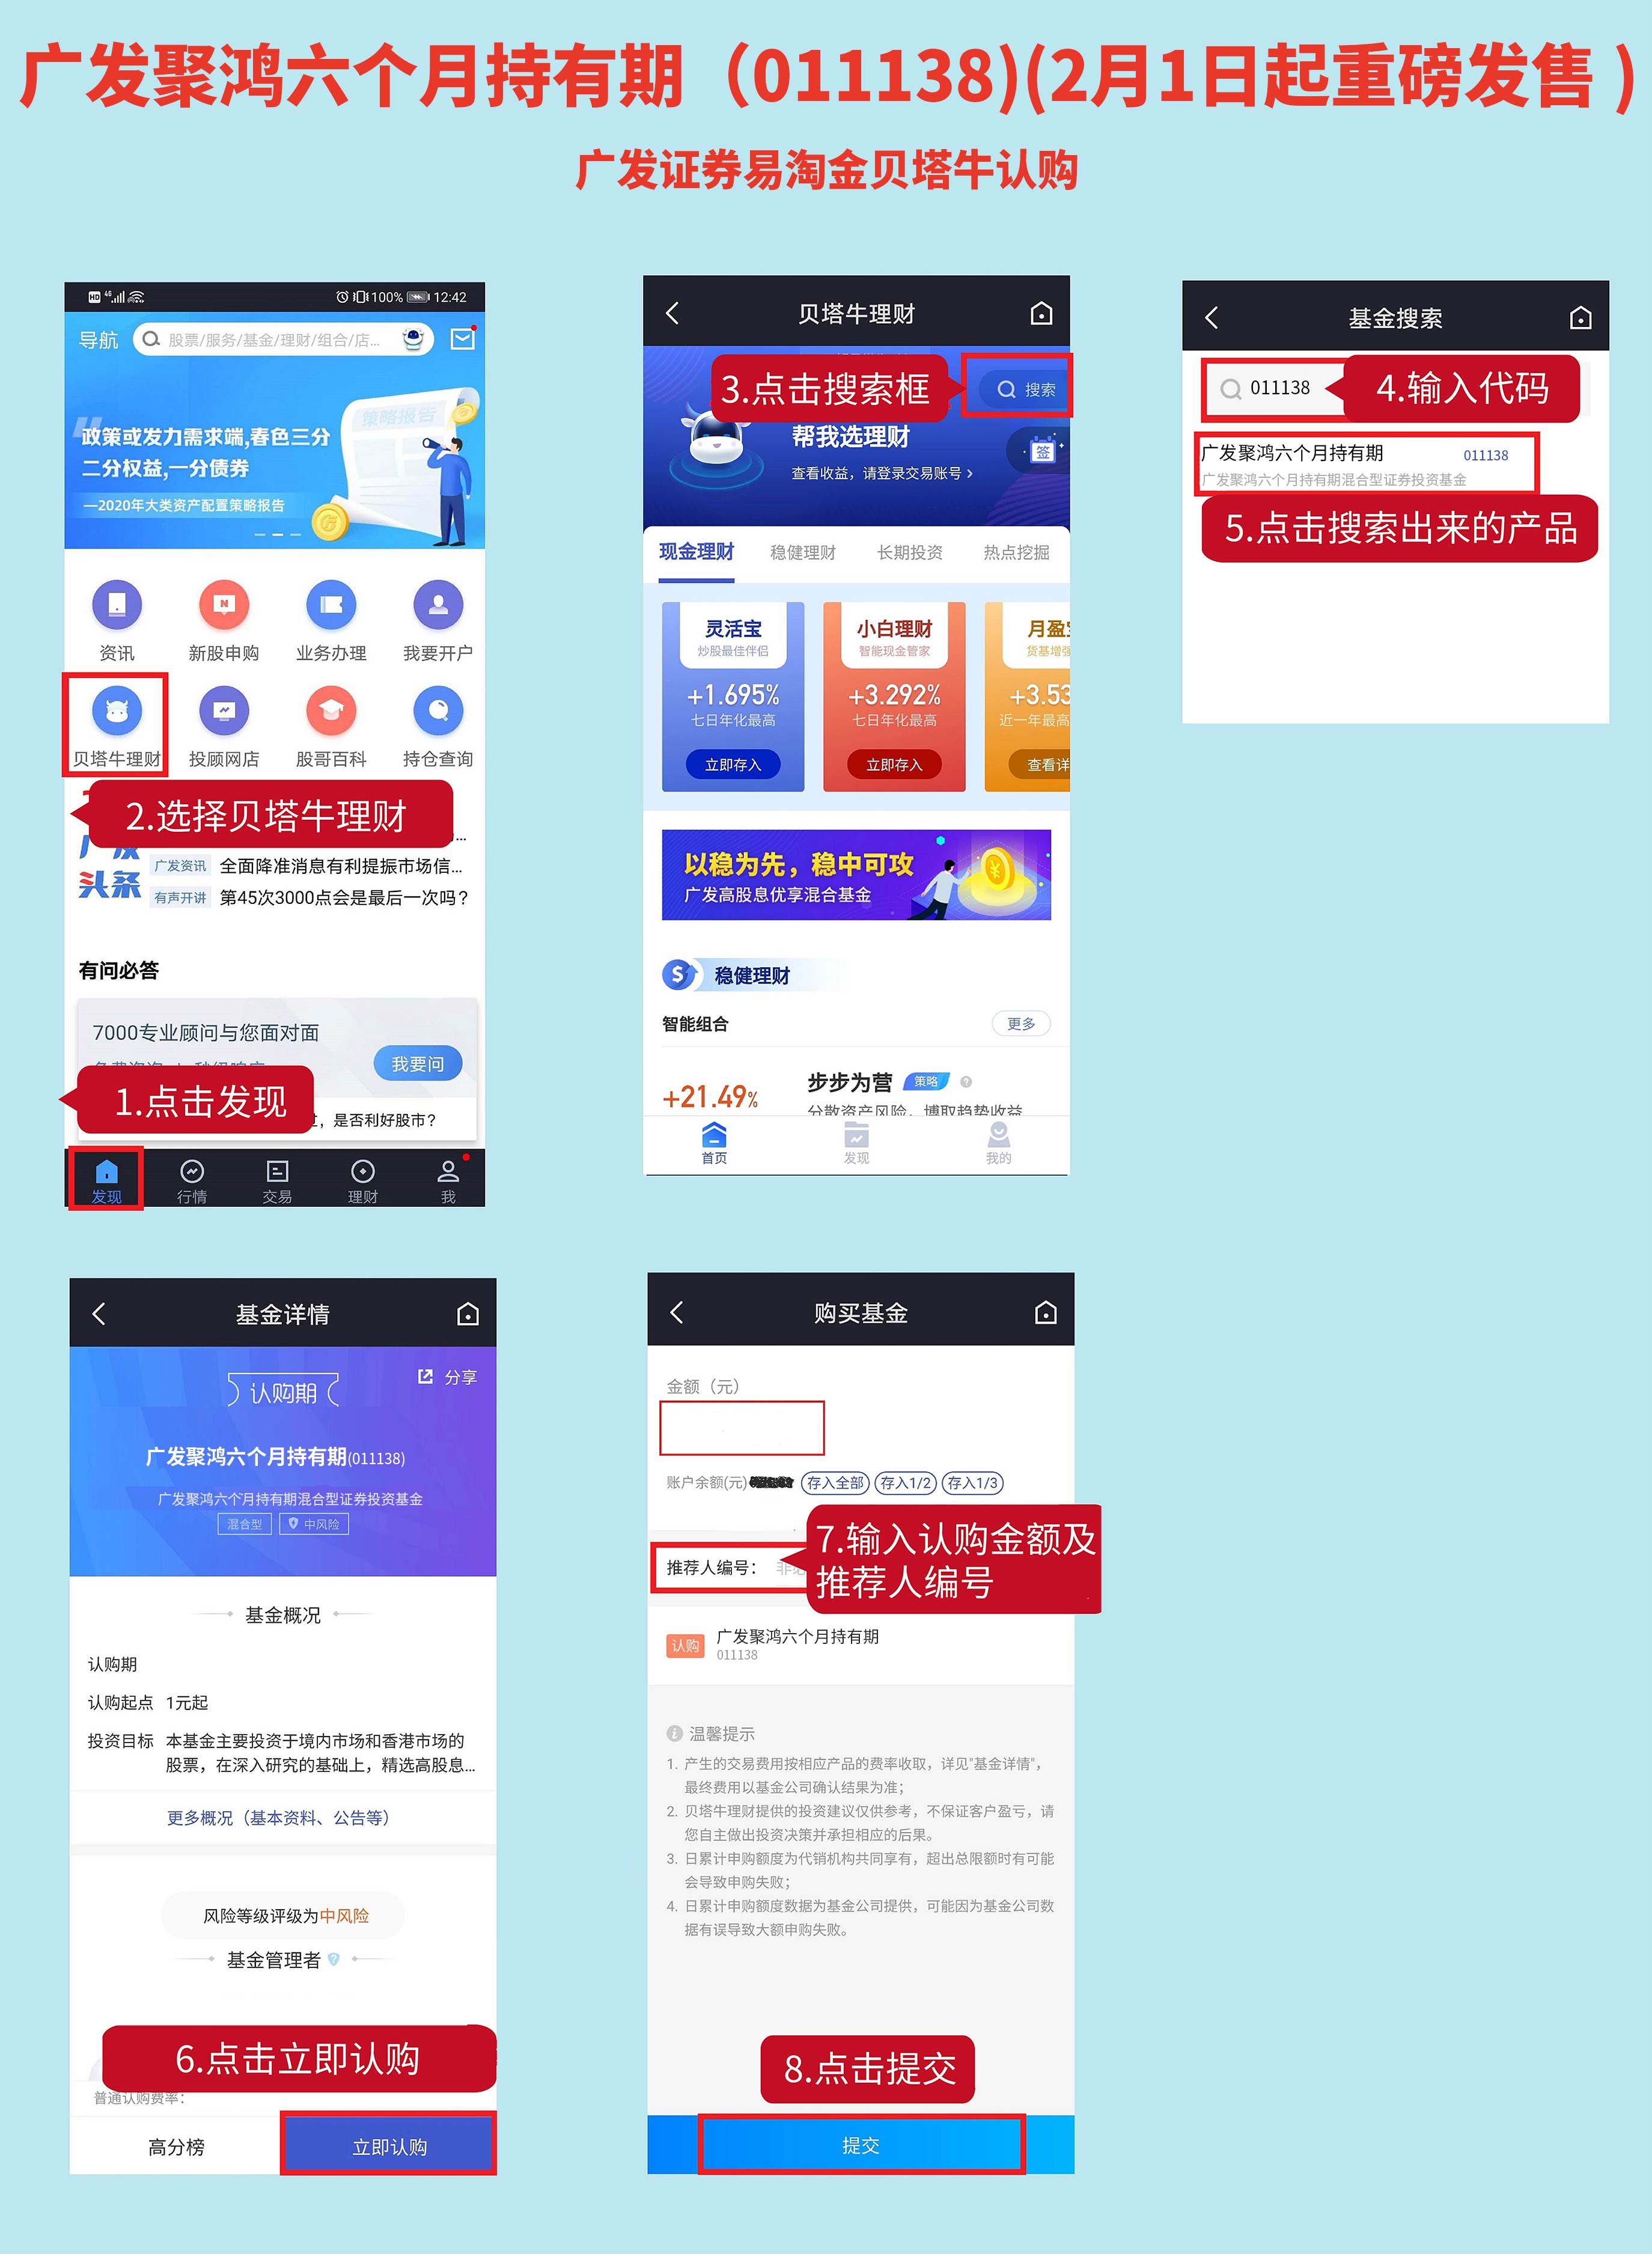 广发聚鸿六个月持有期（011138)(2月1日起重磅发售 )
广发证券易淘金贝塔牛认购
HD 4G 100% 12:42
导航 股票/服务/基金/理财/组合/店...
策略报告
政策或发力需求端,春色三分
二分权益,一分债券
—2020年大类资产配置策略报告
资讯 新股申购 业务办理 我要开户
贝塔牛理财 投顾网店 股哥百科 持仓查询
2.选择贝塔牛理财
头条
广发资讯 全面降准消息有利提振市场信...
有声开讲 第45次3000点会是最后一次吗?
有问必答
7000专业顾问与您面对面
我要问
1.点击发现
是否利好股市?
发现 行情 交易 理财 我
贝塔牛理财
3.点击搜索框
搜索
帮我选理财
签
查看收益，请登录交易账号 >
现金理财 稳健理财 长期投资 热点挖掘
灵活宝 小白理财 月盈
炒股最佳伴侣 智能现金管家 货基增强
+1.695% +3.292% +3.53
七日年化最高 七日年化最高 近一年最高
立即存入 立即存入 查看详
以稳为先，稳中可攻
广发高股息优享混合基金
稳健理财
智能组合 更多
步步为营 策略 ?
+21.49%
分散资产风险，博取趋势收益
首页 发现 我的
基金搜索
011138
4.输入代码
广发聚鸿六个月持有期 011138
广发聚鸿六个月持有期混合型证券投资基金
5.点击搜索出来的产品
基金详情
分享
认购期
广发聚鸿六个月持有期(011138)
广发聚鸿六个月持有期混合型证券投资基金
混合型 中风险
基金概况
认购期
认购起点 1元起
投资目标 本基金主要投资于境内市场和香港市场的
股票，在深入研究的基础上，精选高股息...
更多概况（基本资料、公告等）
风险等级评级为中风险
基金管理者 ?
6.点击立即认购
普通认购费率：
高分榜 立即认购
购买基金
金额（元）
账户余额(元) 存入全部 存入1/2 存入1/3
7.输入认购金额及
推荐人编号
推荐人编号：
认购 广发聚鸿六个月持有期
011138
温馨提示
1. 产生的交易费用按相应产品的费率收取，详见"基金详情"，
最终费用以基金公司确认结果为准；
2. 贝塔牛理财提供的投资建议仅供参考，不保证客户盈亏，请
您自主做出投资决策并承担相应的后果。
3. 日累计申购额度为代销机构共同享有，超出总限额时有可能
会导致申购失败；
4. 日累计申购额度数据为基金公司提供，可能因为基金公司数
据有误导致大额申购失败。
8.点击提交
提交